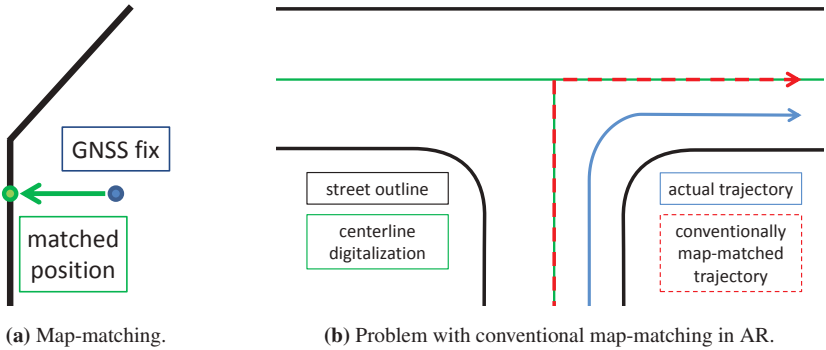 GNSS fix
matched
position
(a) Map-matching.
street outline
centerline
digitalization
actual trajectory
conventionally
map-matched
trajectory
(b) Problem with conventional map-matching in AR.